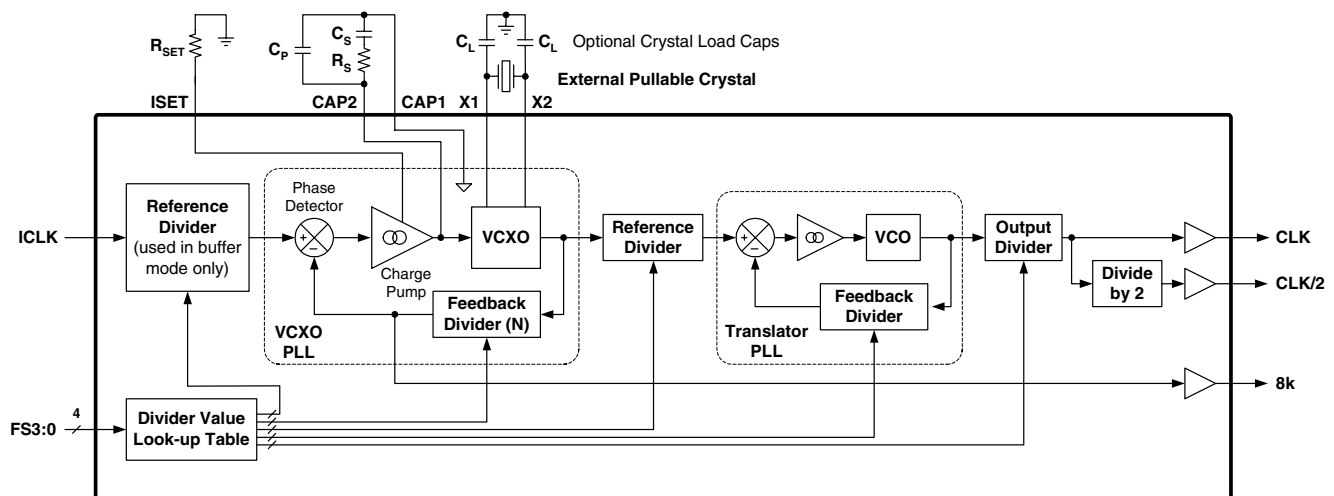 RSET
CP
CS
RS
CL
CL
Optional Crystal Load Caps
External Pullable Crystal
ISET
CAP2
CAP1
X1
X2
ICLK
Reference
Divider
(used in buffer
mode only)
Phase
Detector
+
−
Charge
Pump
VCXO
Feedback
Divider (N)
VCXO
PLL
Reference
Divider
+
−
VCO
Feedback
Divider
Translator
PLL
Output
Divider
Divide
by 2
CLK
CLK/2
8k
FS3:0
4
Divider Value
Look-up Table